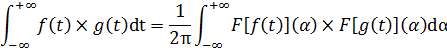 ∫_{−∞}^{+∞} f(t) × g(t)dt = \frac{1}{2π} ∫_{−∞}^{+∞} F[f(t)](α) × F[g(t)](α)dα